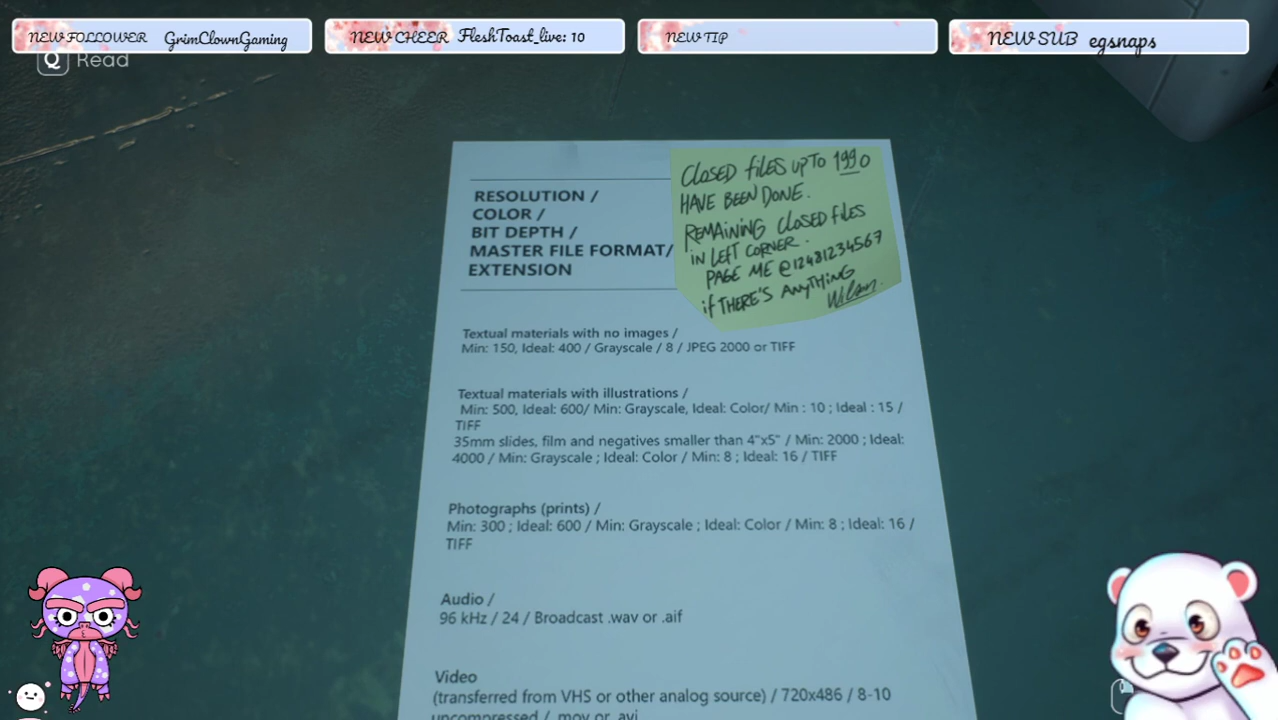 NEW FOLLOWER GrimClownGaming
NEW CHEER FleshToast_live: 10
NEW TIP
NEW SUB egsnaps
Q Read
RESOLUTION /
COLOR /
BIT DEPTH /
MASTER FILE FORMAT/
EXTENSION
CLOSED FILES UP TO 1990
HAVE BEEN DONE.
REMAINING CLOSED FILES
IN LEFT CORNER.
PAGE ME @12481234567
if THERE'S ANYTHING
Wilson.
Textual materials with no images /
Min: 150, Ideal: 400 / Grayscale / 8 / JPEG 2000 or TIFF
Textual materials with illustrations /
Min: 500, Ideal: 600/ Min: Grayscale, Ideal: Color/ Min : 10 ; Ideal : 15 /
TIFF
35mm slides, film and negatives smaller than 4"x5" / Min: 2000 ; Ideal:
4000 / Min: Grayscale ; Ideal: Color / Min: 8 ; Ideal: 16 / TIFF
Photographs (prints) /
Min: 300 ; Ideal: 600 / Min: Grayscale ; Ideal: Color / Min: 8 ; Ideal: 16 /
TIFF
Audio /
96 kHz / 24 / Broadcast .wav or .aif
Video
(transferred from VHS or other analog source) / 720x486 / 8-10
uncompressed / .mov or .avi